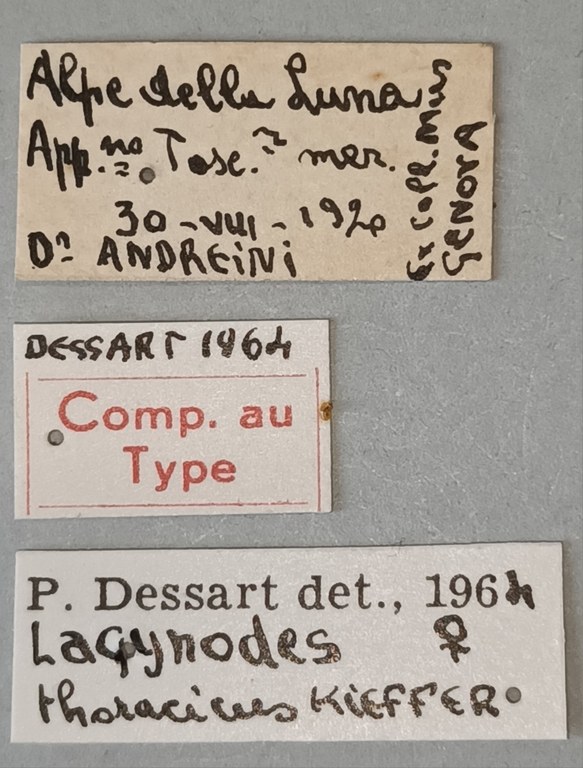 Alpe della Luna
App.no Tosc.? mer.
30-VIII-1920
Dr ANDREINI
Ex Coll. Mus
GENOVA
DESSART 1964
Comp. au
Type
P. Dessart det., 1964
Lagynodes ♀
thoracicus KIEFFER